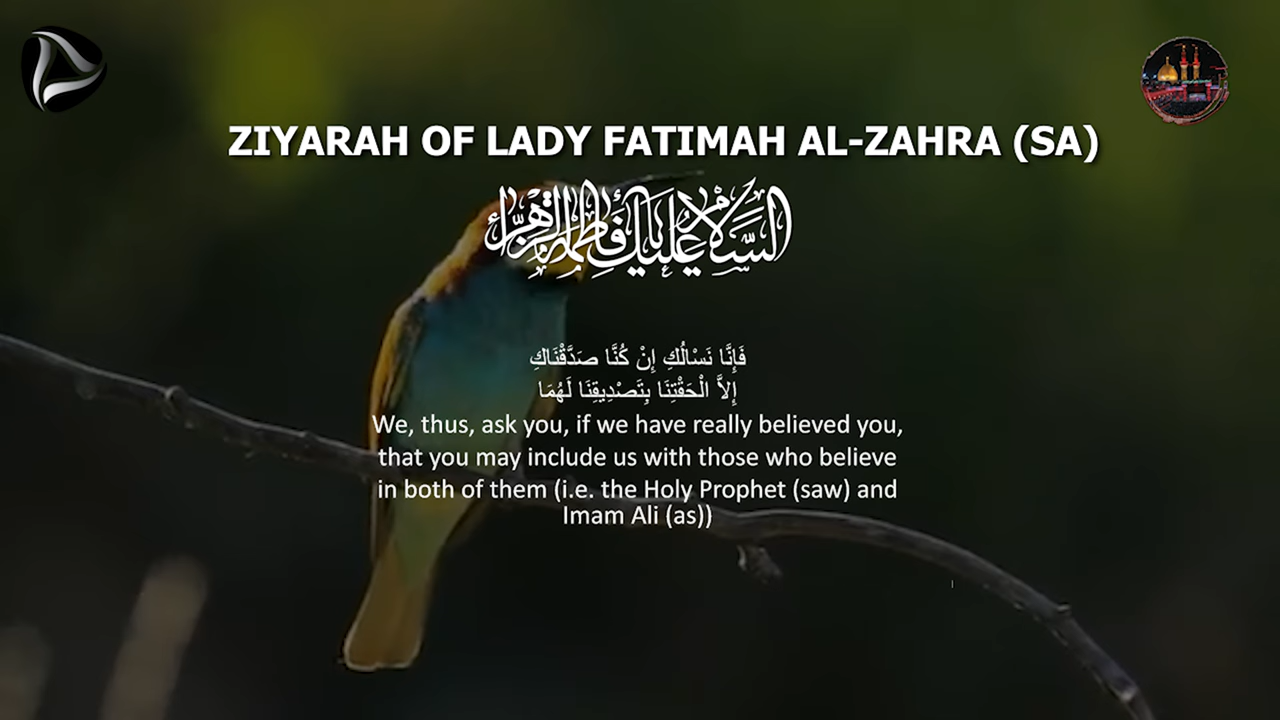 ZIYARAH OF LADY FATIMAH AL-ZAHRA (SA)
السَّلَامُ عَلَيْكِ يَا فَاطِمَةُ الزَّهْرَاءُ
فَإِنَّا نَسْالُكِ إِنْ كُنَّا صَدَّقْنَاكِ
إِلاَّ الْحَقْتِنَا بِتَصْدِيقِنَا لَهُمَا
We, thus, ask you, if we have really believed you,
that you may include us with those who believe
in both of them (i.e. the Holy Prophet (saw) and
Imam Ali (as))